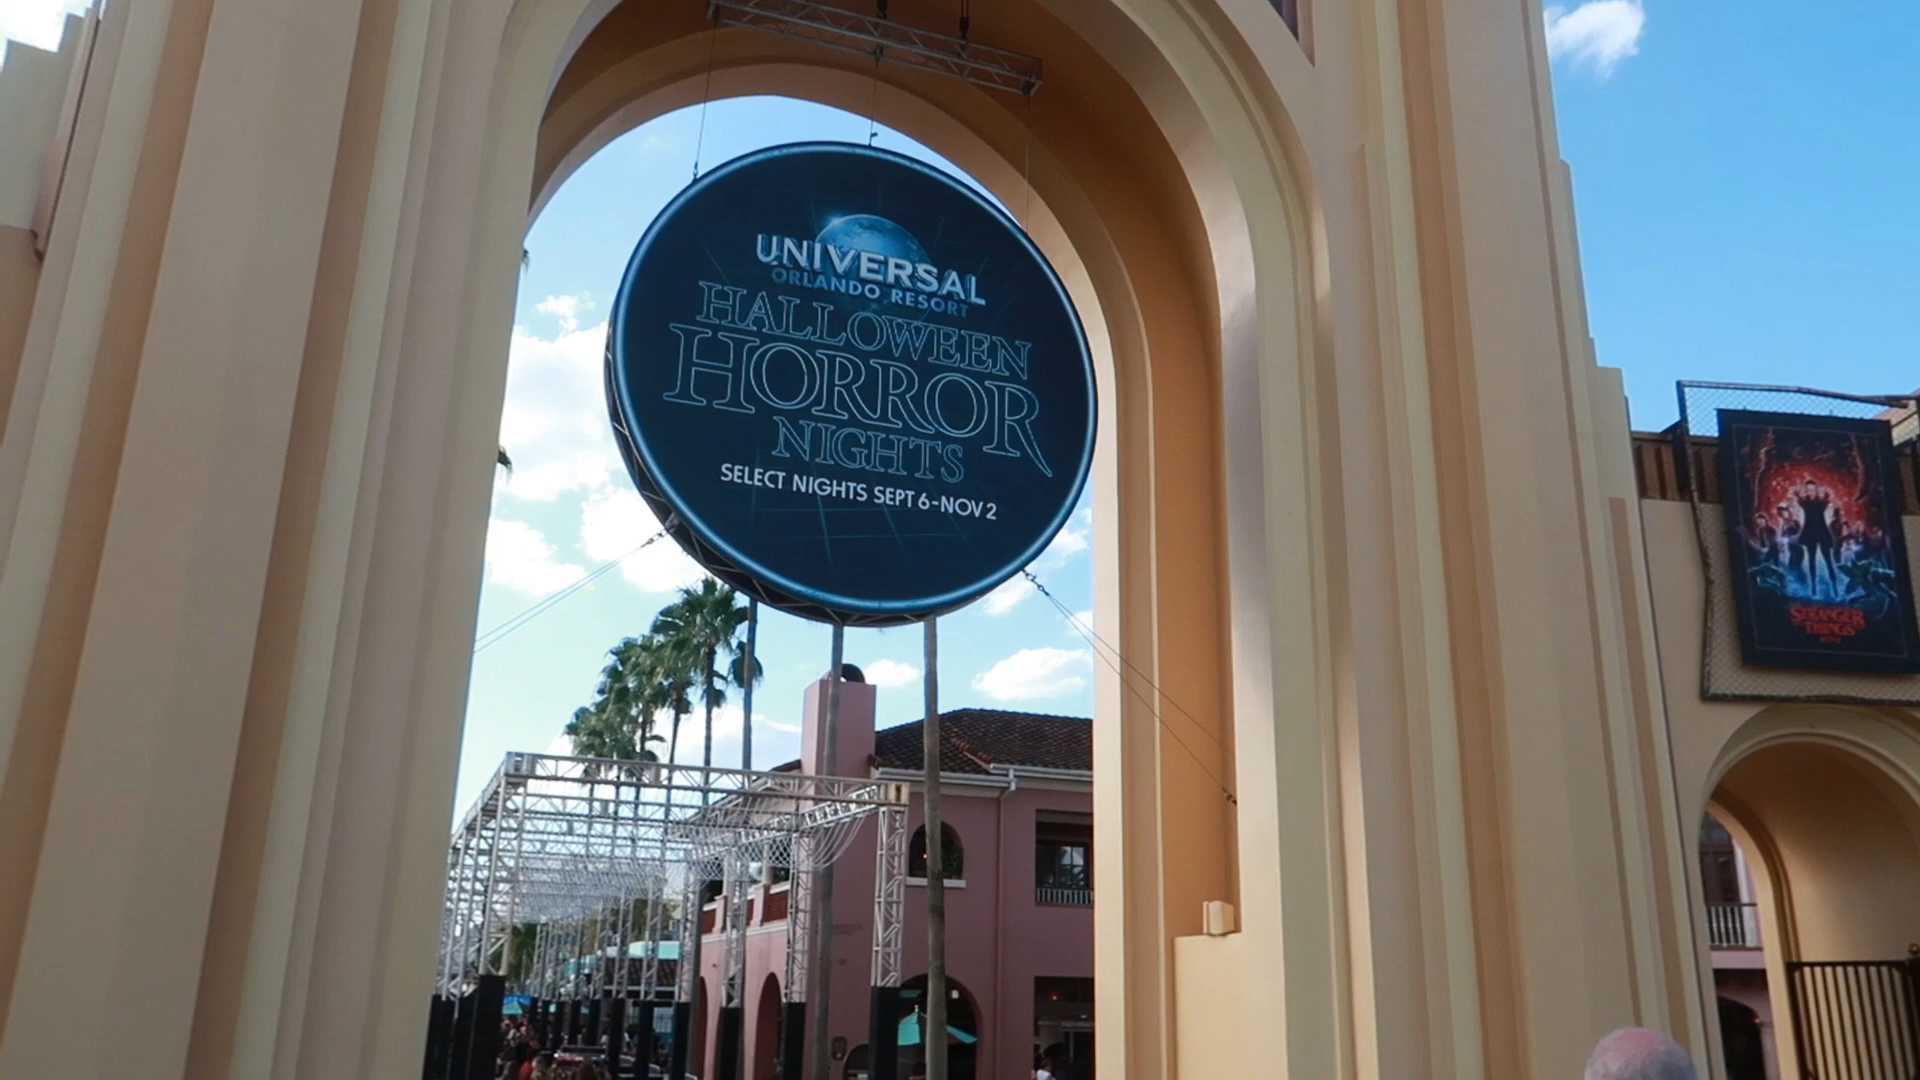 UNIVERSAL
ORLANDO RESORT
HALLOWEEN
HORROR
NIGHTS
SELECT NIGHTS SEPT 6-NOV 2
STRANGER
THINGS